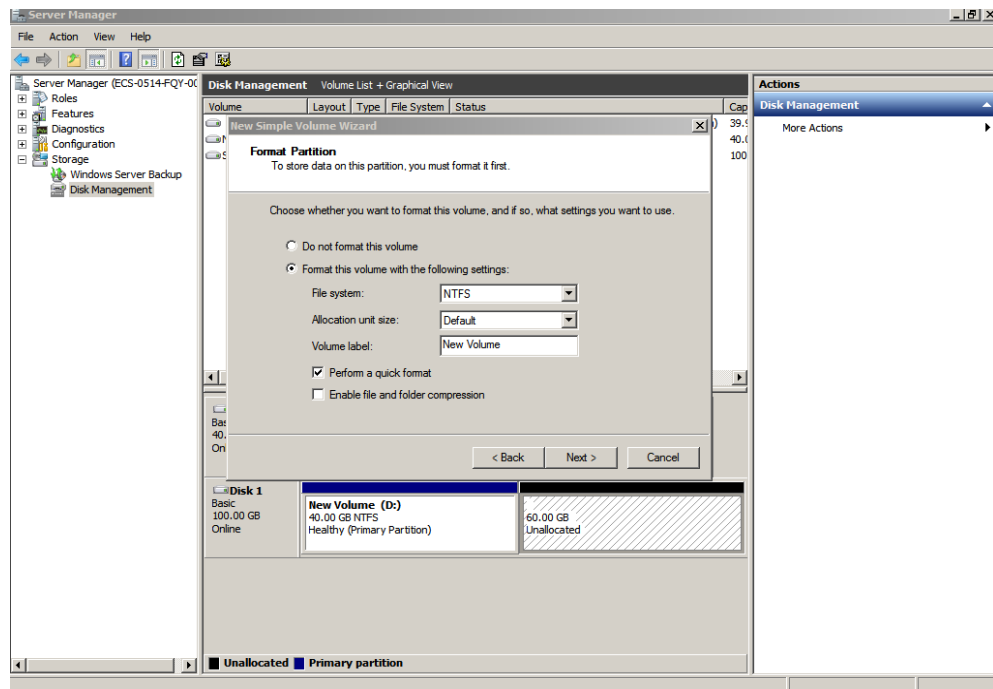 Server Manager
File Action View Help
Server Manager (ECS-0514-FQY-00
Roles
Features
Diagnostics
Configuration
Storage
Windows Server Backup
Disk Management
Disk Management Volume List + Graphical View
Volume Layout Type File System Status Cap
39.9
40.0
100
New Simple Volume Wizard
Format Partition
To store data on this partition, you must format it first.
Choose whether you want to format this volume, and if so, what settings you want to use.
Do not format this volume
Format this volume with the following settings:
File system: NTFS
Allocation unit size: Default
Volume label: New Volume
Perform a quick format
Enable file and folder compression
< Back Next > Cancel
Bas
40.
On
Disk 1
Basic
100.00 GB
Online
New Volume (D:)
40.00 GB NTFS
Healthy (Primary Partition)
60.00 GB
Unallocated
Unallocated Primary partition
Actions
Disk Management
More Actions